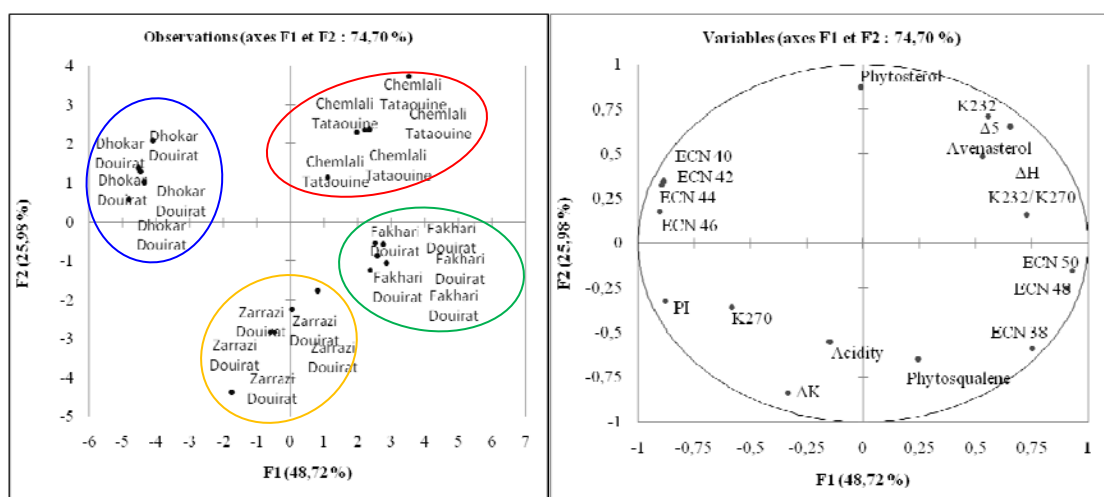 Observations (axes F1 et F2 : 74,70 %)
4
3
2
1
0
-1
-2
-3
-4
-5
F2 (25,98 %)
Chemlali
Chemlali Tataouine
Tataouine Chemlali
Tataouine
Chemlali Chemlali
Tataouine Tataouine
Dhokar Dhokar
Douirat Douirat
Dhokar
Douirat Dhokar
Douirat
Dhokar
Douirat
Fakhari Fakhari
Douirat Douirat
Fakhari
Fakhari Douirat
Douirat Fakhari
Douirat
Zarrazi
Douirat Zarrazi
Zarrazi Douirat
Douirat Zarrazi
Douirat
Zarrazi
Douirat
-6 -5 -4 -3 -2 -1 0 1 2 3 4 5 6 7
F1 (48,72 %)
Variables (axes F1 et F2 : 74,70 %)
1
0,75
0,5
0,25
0
-0,25
-0,5
-0,75
-1
F2 (25,98 %)
Phytosterol
K232
Δ5
Avenasterol
ΔH
K232/K270
ECN 40
ECN 42
ECN 44
ECN 46
ECN 50
ECN 48
PI
K270
ECN 38
Acidity
Phytosqualene
ΔK
-1 -0,75 -0,5 -0,25 0 0,25 0,5 0,75 1
F1 (48,72 %)